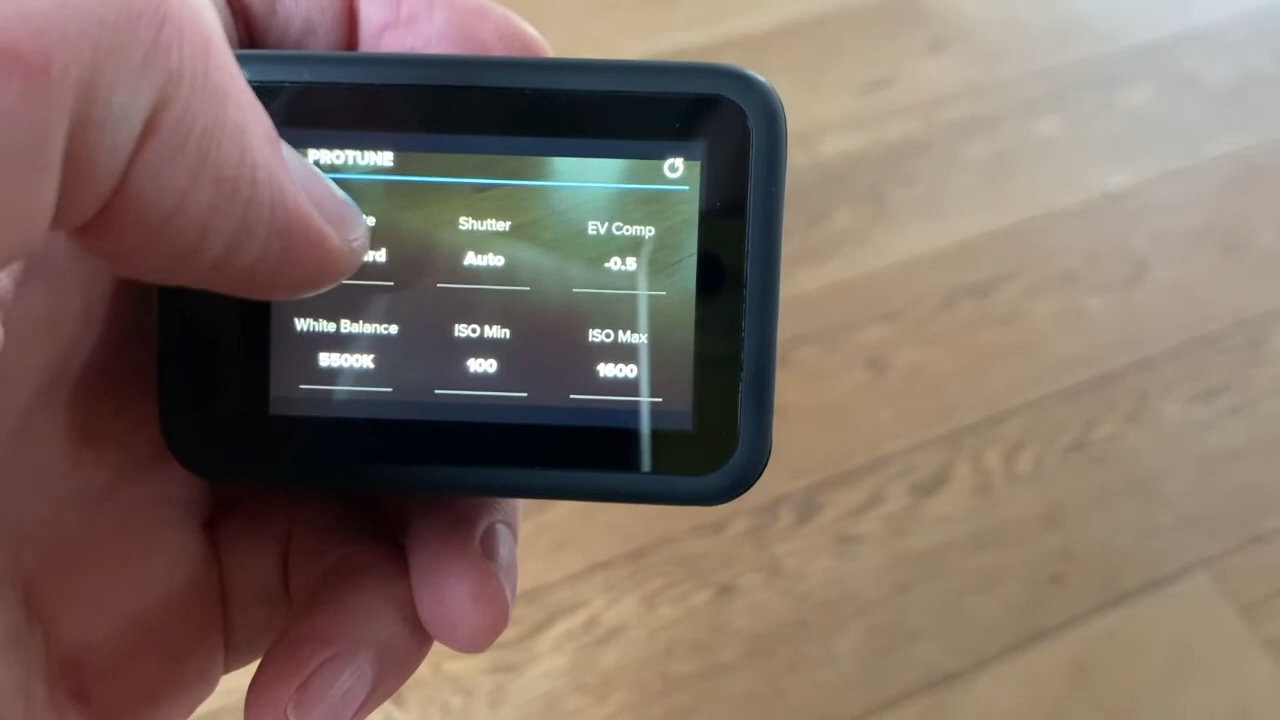 PROTUNE
Shutter
EV Comp
Auto
-0.5
White Balance
ISO Min
ISO Max
5500K
100
1600